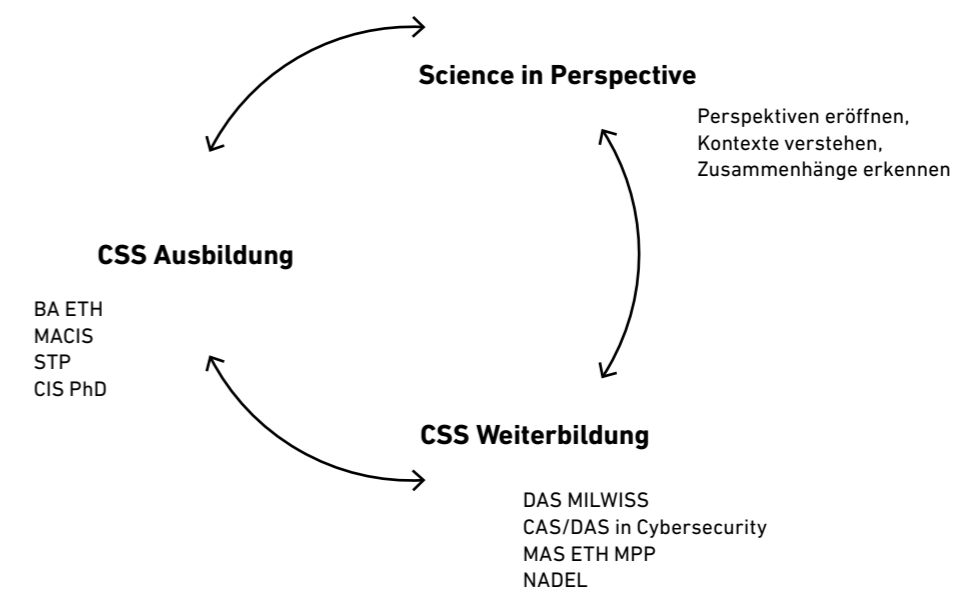 Science in Perspective
Perspektiven eröffnen,
Kontexte verstehen,
Zusammenhänge erkennen
CSS Ausbildung
BA ETH
MACIS
STP
CIS PhD
CSS Weiterbildung
DAS MILWISS
CAS/DAS in Cybersecurity
MAS ETH MPP
NADEL